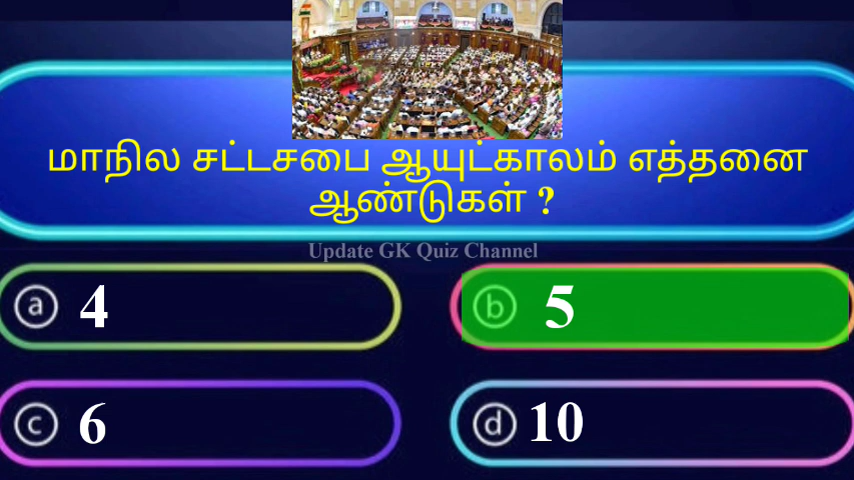 மாநில சட்டசபை ஆயுட்காலம் எத்தனை
ஆண்டுகள் ?
Update GK Quiz Channel
a 4
b 5
c 6
d 10